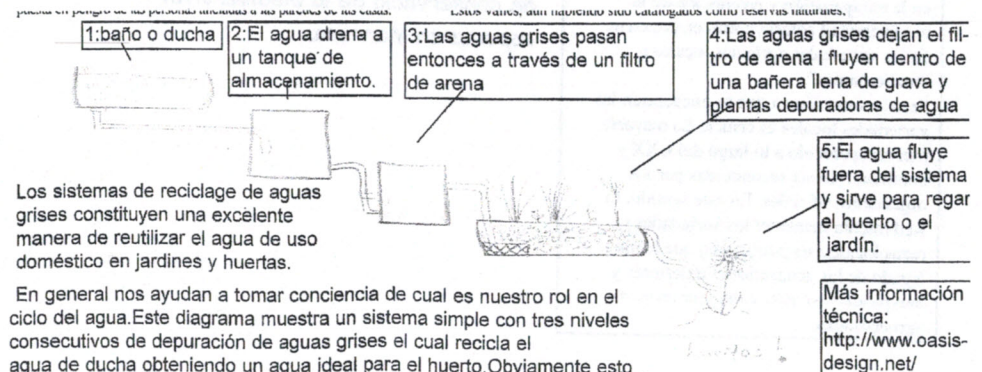 1:baño o ducha
2:El agua drena a
un tanque de
almacenamiento.
3:Las aguas grises pasan
entonces a través de un filtro
de arena
4:Las aguas grises dejan el fil-
tro de arena i fluyen dentro de
una bañera llena de grava y
plantas depuradoras de agua
5:El agua fluye
fuera del sistema
y sirve para regar
el huerto o el
jardín.
Los sistemas de reciclage de aguas
grises constituyen una excelente
manera de reutilizar el agua de uso
doméstico en jardines y huertas.
En general nos ayudan a tomar conciencia de cual es nuestro rol en el
ciclo del agua.Este diagrama muestra un sistema simple con tres niveles
consecutivos de depuración de aguas grises el cual recicla el
agua de ducha obteniendo un agua ideal para el huerto.Obviamente esto
Más información
técnica:
http://www.oasis-
design.net/